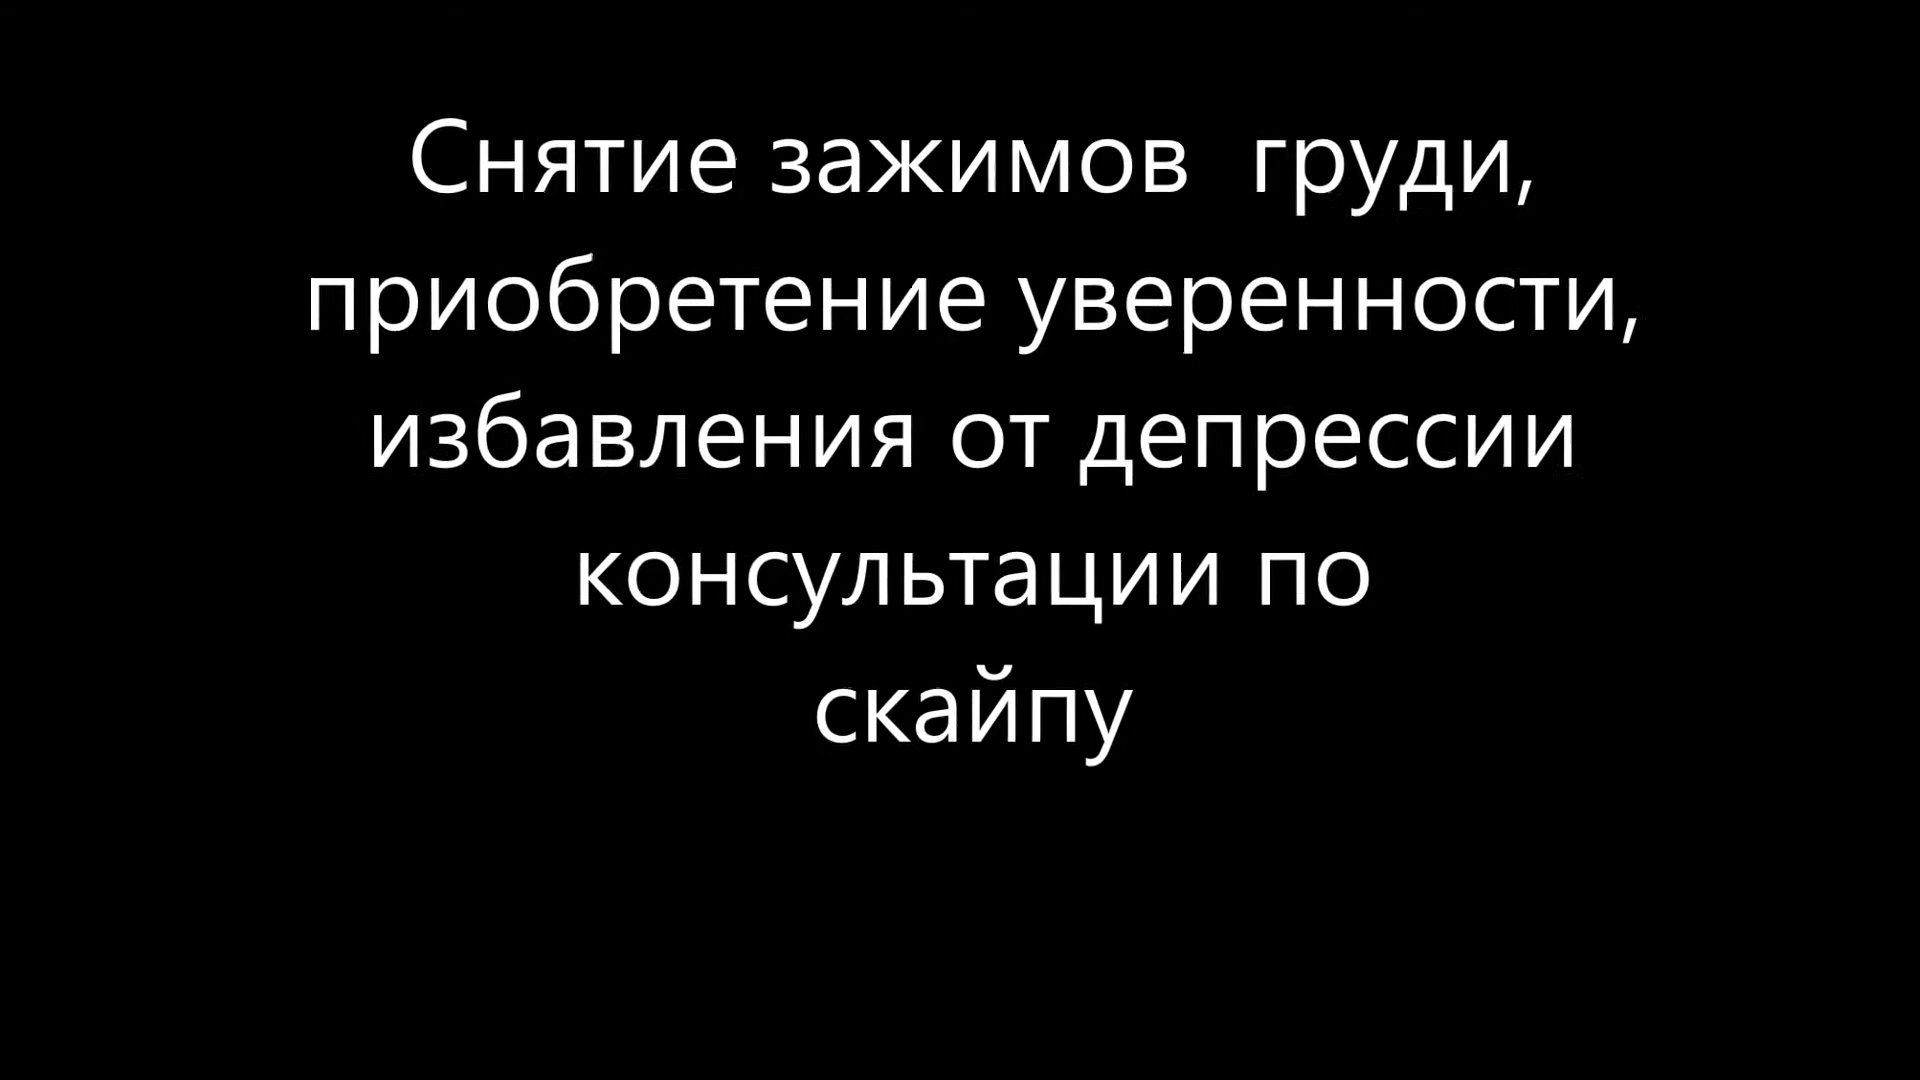 Снятие зажимов  груди,
приобретение уверенности,
избавления от депрессии
консультации по
скайпу